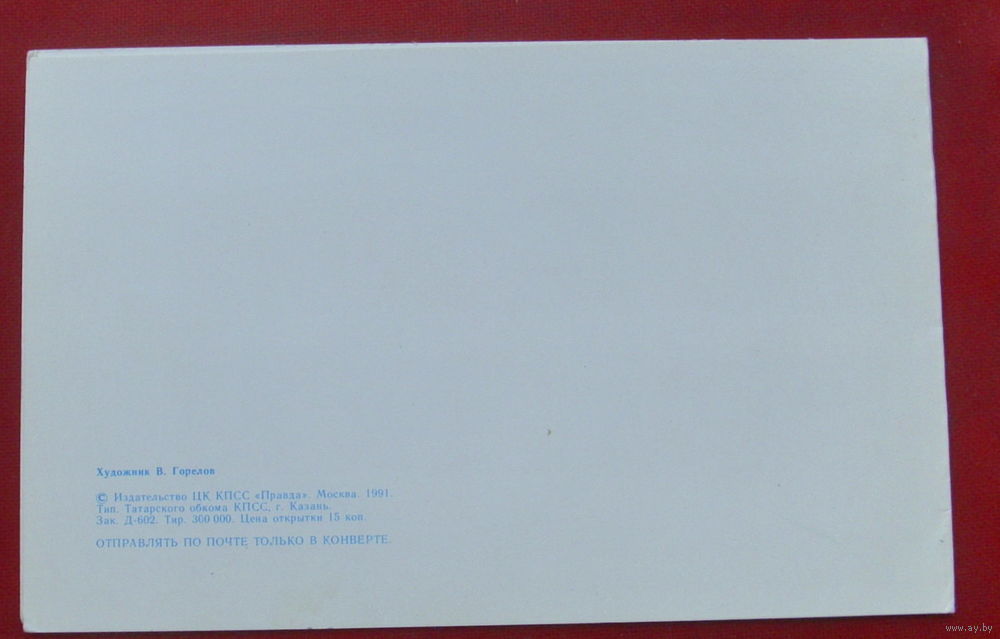 Художник В. Горелов
© Издательство ЦК КПСС «Правда». Москва. 1991.
Тип. Татарского обкома КПСС, г. Казань.
Зак. Д-602. Тир. 300 000. Цена открытки 15 коп.
ОТПРАВЛЯТЬ ПО ПОЧТЕ ТОЛЬКО В КОНВЕРТЕ.
www.ay.by